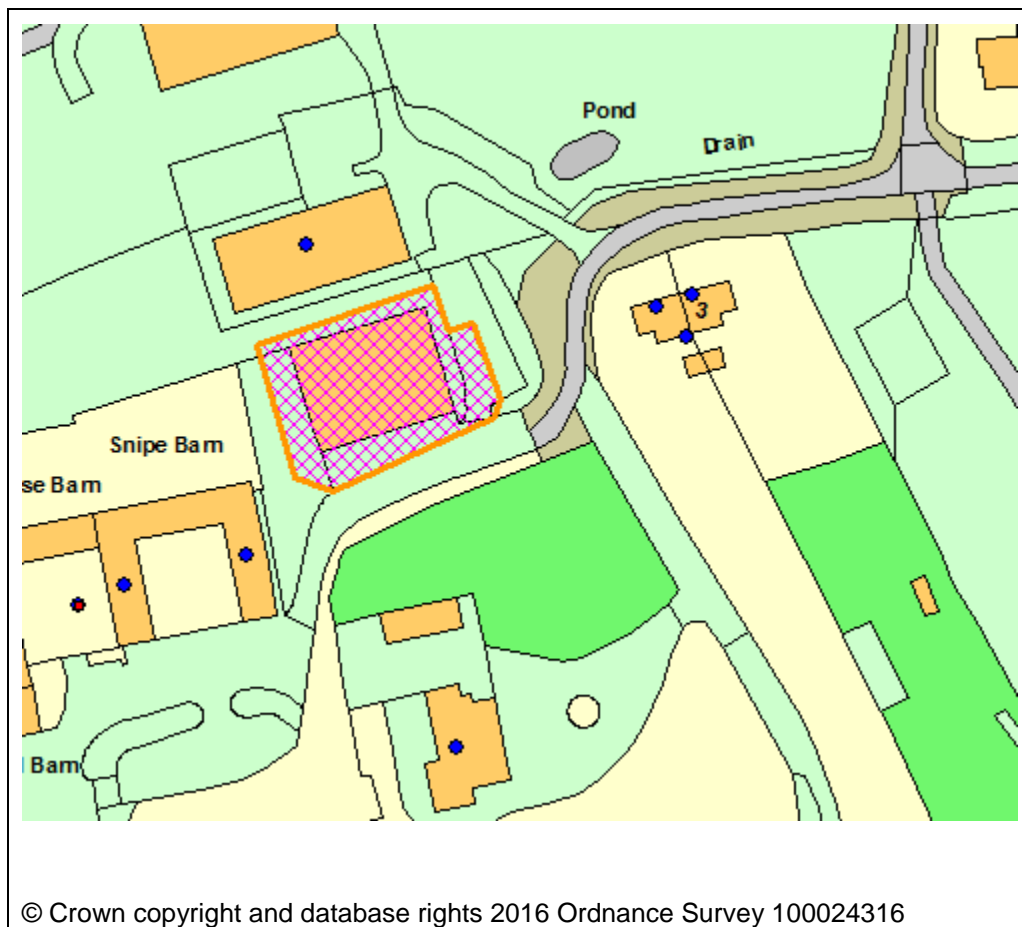 Pond
Drain
3
Snipe Barn
se Barn
Barn
© Crown copyright and database rights 2016 Ordnance Survey 100024316